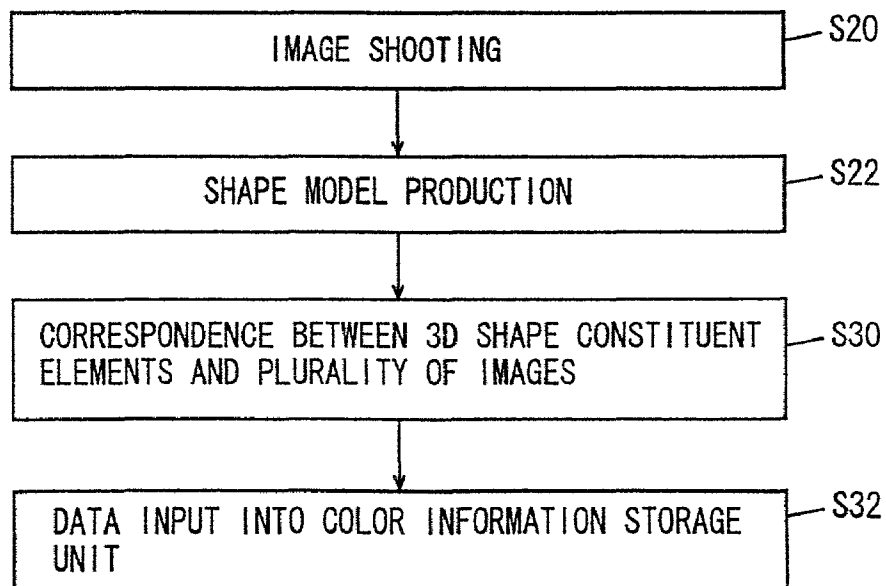 IMAGE SHOOTING
S20
SHAPE MODEL PRODUCTION
S22
CORRESPONDENCE BETWEEN 3D SHAPE CONSTITUENT
ELEMENTS AND PLURALITY OF IMAGES
S30
DATA INPUT INTO COLOR INFORMATION STORAGE
UNIT
S32